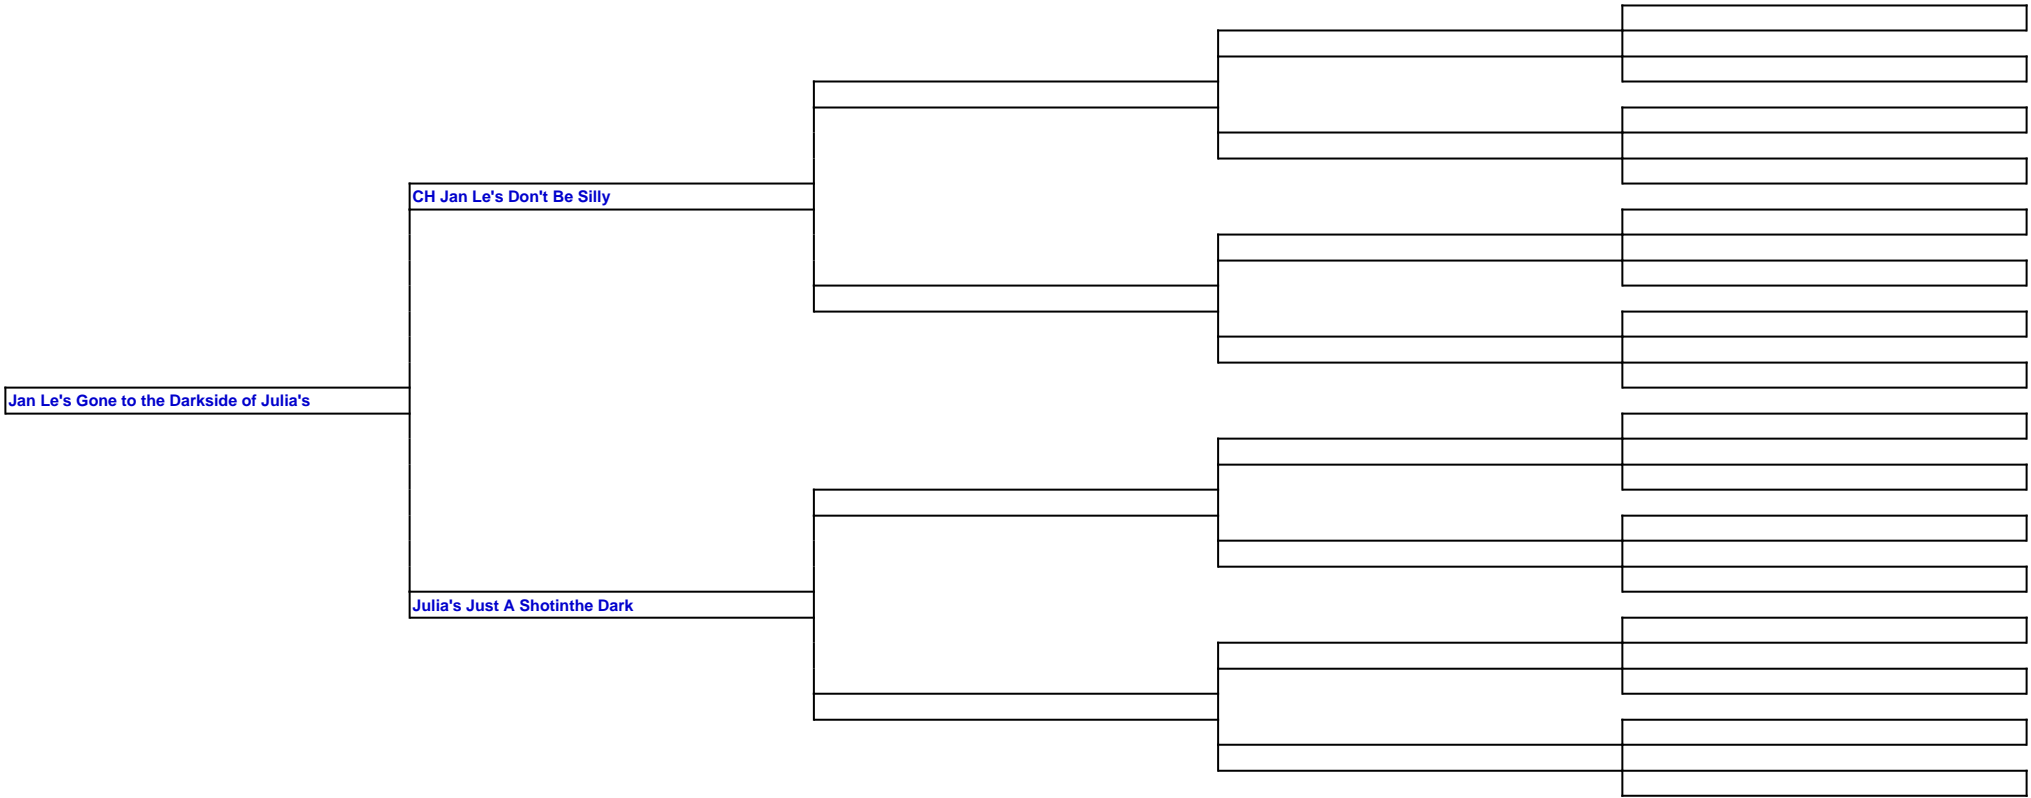 CH Jan Le's Don't Be Silly
Jan Le's Gone to the Darkside of Julia's
Julia's Just A Shotinthe Dark